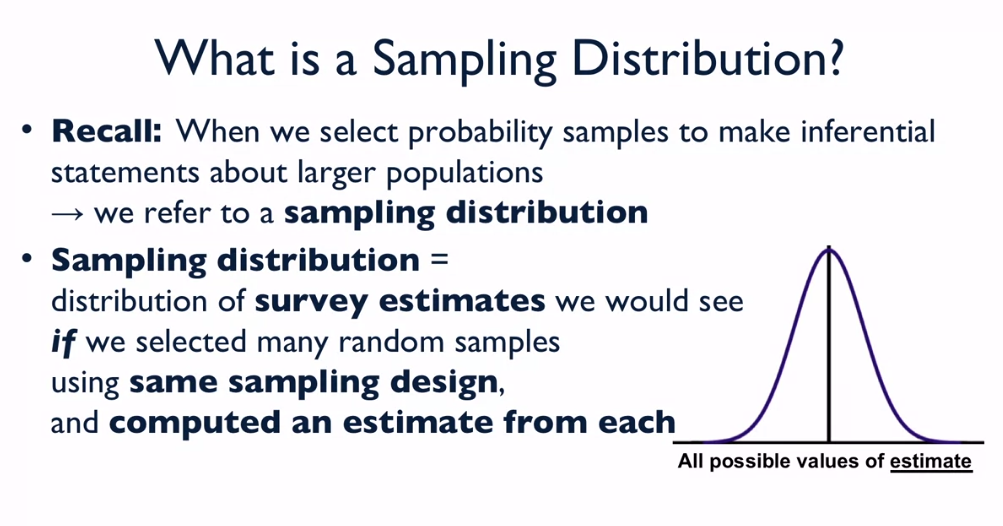 What is a Sampling Distribution?
• Recall: When we select probability samples to make inferential
statements about larger populations
→ we refer to a sampling distribution
• Sampling distribution =
distribution of survey estimates we would see
if we selected many random samples
using same sampling design,
and computed an estimate from each
All possible values of estimate